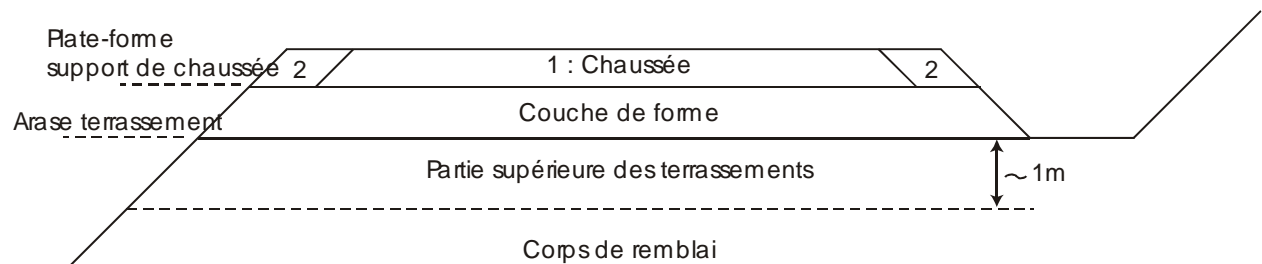 Plate-forme
support de chaussée
2
1 : Chaussée
2
Couche de forme
Arase terrassement
Partie supérieure des terrassements
~ 1m
Corps de remblai